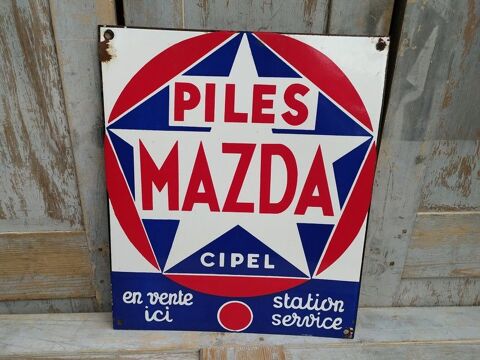 PILES
MAZDA
CIPEL
en vente
ici
station
service